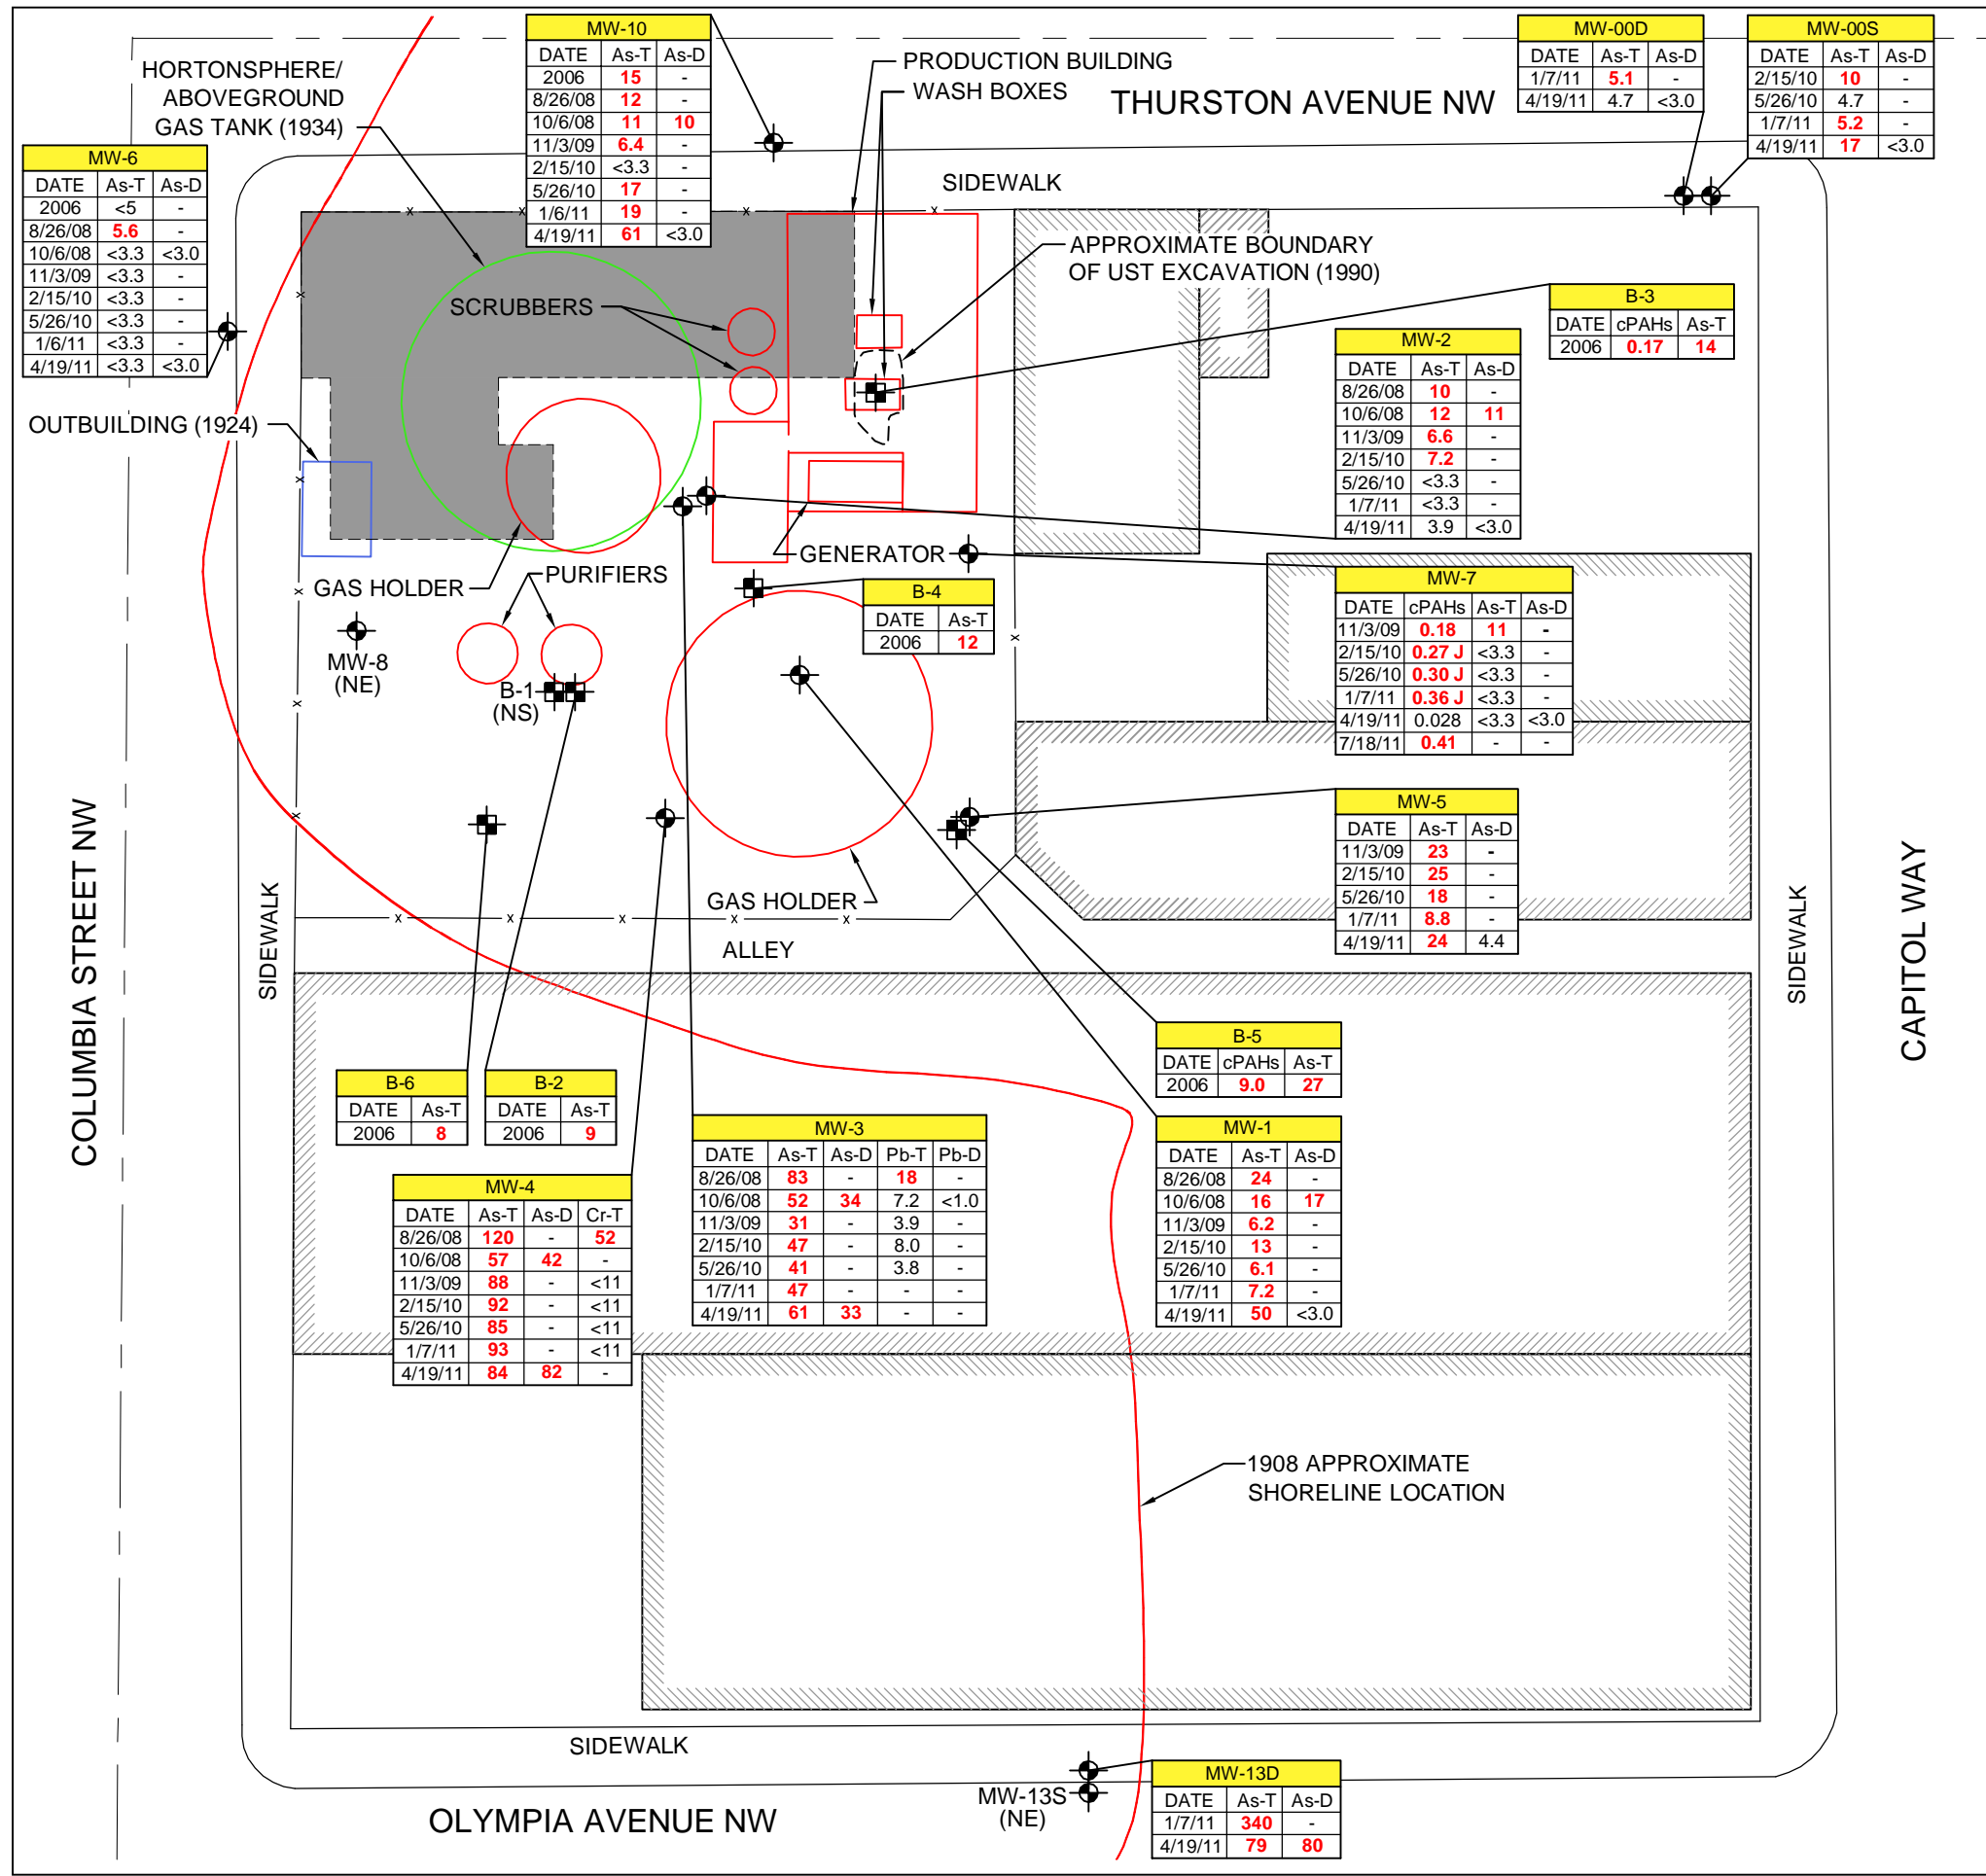 MW-10
DATE As-T As-D
2006 15 -
8/26/08 12 -
10/6/08 11 10
11/3/09 6.4 -
2/15/10 <3.3 -
5/26/10 17 -
1/6/11 19 -
4/19/11 61 <3.0
MW-00D
DATE As-T As-D
1/7/11 5.1 -
4/19/11 4.7 <3.0
MW-00S
DATE As-T As-D
2/15/10 10 -
5/26/10 4.7 -
1/7/11 5.2 -
4/19/11 17 <3.0
HORTONSPHERE/
ABOVEGROUND
GAS TANK (1934)
PRODUCTION BUILDING
WASH BOXES
THURSTON AVENUE NW
MW-6
DATE As-T As-D
2006 <5 -
8/26/08 5.6 -
10/6/08 <3.3 <3.0
11/3/09 <3.3 -
2/15/10 <3.3 -
5/26/10 <3.3 -
1/6/11 <3.3 -
4/19/11 <3.3 <3.0
SIDEWALK
APPROXIMATE BOUNDARY
OF UST EXCAVATION (1990)
SCRUBBERS
B-3
DATE cPAHs As-T
2006 0.17 14
MW-2
DATE As-T As-D
8/26/08 10 -
10/6/08 12 11
11/3/09 6.6 -
2/15/10 7.2 -
5/26/10 <3.3 -
1/7/11 <3.3 -
4/19/11 3.9 <3.0
OUTBUILDING (1924)
GENERATOR
GAS HOLDER
PURIFIERS
B-4
DATE As-T
2006 12
MW-7
DATE cPAHs As-T As-D
11/3/09 0.18 11 -
2/15/10 0.27 J <3.3 -
5/26/10 0.30 J <3.3 -
1/7/11 0.36 J <3.3 -
4/19/11 0.028 <3.3 <3.0
7/18/11 0.41 - -
MW-8
(NE)
B-1
(NS)
MW-5
DATE As-T As-D
11/3/09 23 -
2/15/10 25 -
5/26/10 18 -
1/7/11 8.8 -
4/19/11 24 4.4
COLUMBIA STREET NW
SIDEWALK
GAS HOLDER
ALLEY
SIDEWALK
CAPITOL WAY
B-5
DATE cPAHs As-T
2006 9.0 27
B-6
DATE As-T
2006 8
B-2
DATE As-T
2006 9
MW-4
DATE As-T As-D Cr-T
8/26/08 120 - 52
10/6/08 57 42 -
11/3/09 88 - <11
2/15/10 92 - <11
5/26/10 85 - <11
1/7/11 93 - <11
4/19/11 84 82 -
MW-3
DATE As-T As-D Pb-T Pb-D
8/26/08 83 - 18 -
10/6/08 52 34 7.2 <1.0
11/3/09 31 - 3.9 -
2/15/10 47 - 8.0 -
5/26/10 41 - 3.8 -
1/7/11 47 - - -
4/19/11 61 33 - -
MW-1
DATE As-T As-D
8/26/08 24 -
10/6/08 16 17
11/3/09 6.2 -
2/15/10 13 -
5/26/10 6.1 -
1/7/11 7.2 -
4/19/11 50 <3.0
1908 APPROXIMATE
SHORELINE LOCATION
SIDEWALK
OLYMPIA AVENUE NW
MW-13S
(NE)
MW-13D
DATE As-T As-D
1/7/11 340 -
4/19/11 79 80